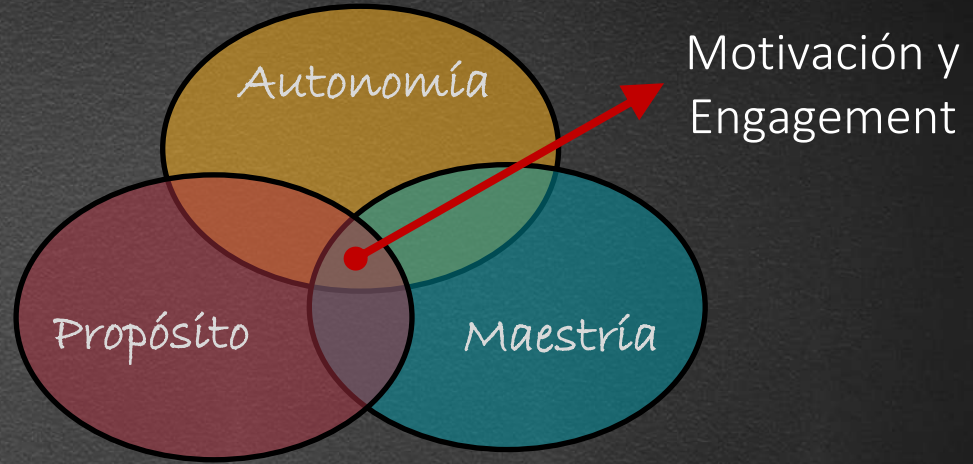 Autonomía
Motivación y
Engagement
Propósito
Maestría